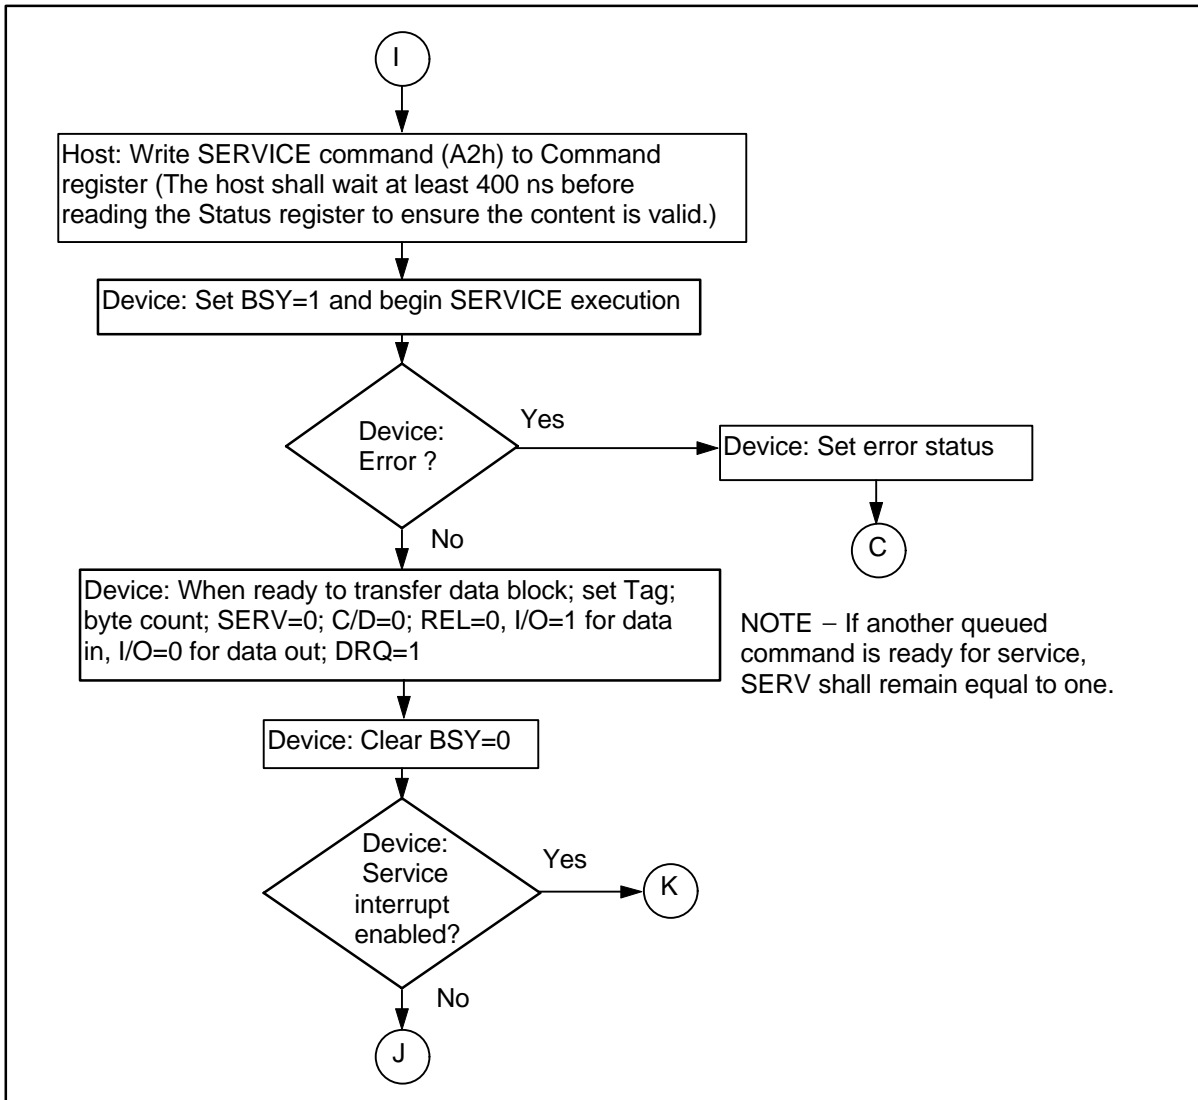 I
Host: Write SERVICE command (A2h) to Command
register (The host shall wait at least 400 ns before
reading the Status register to ensure the content is valid.)
Device: Set BSY=1 and begin SERVICE execution
Device:
Error ?
Yes
Device: Set error status
C
No
Device: When ready to transfer data block; set Tag;
byte count; SERV=0; C/D=0; REL=0, I/O=1 for data
in, I/O=0 for data out; DRQ=1
NOTE – If another queued
command is ready for service,
SERV shall remain equal to one.
Device: Clear BSY=0
Device:
Service
interrupt
enabled?
Yes
K
No
J